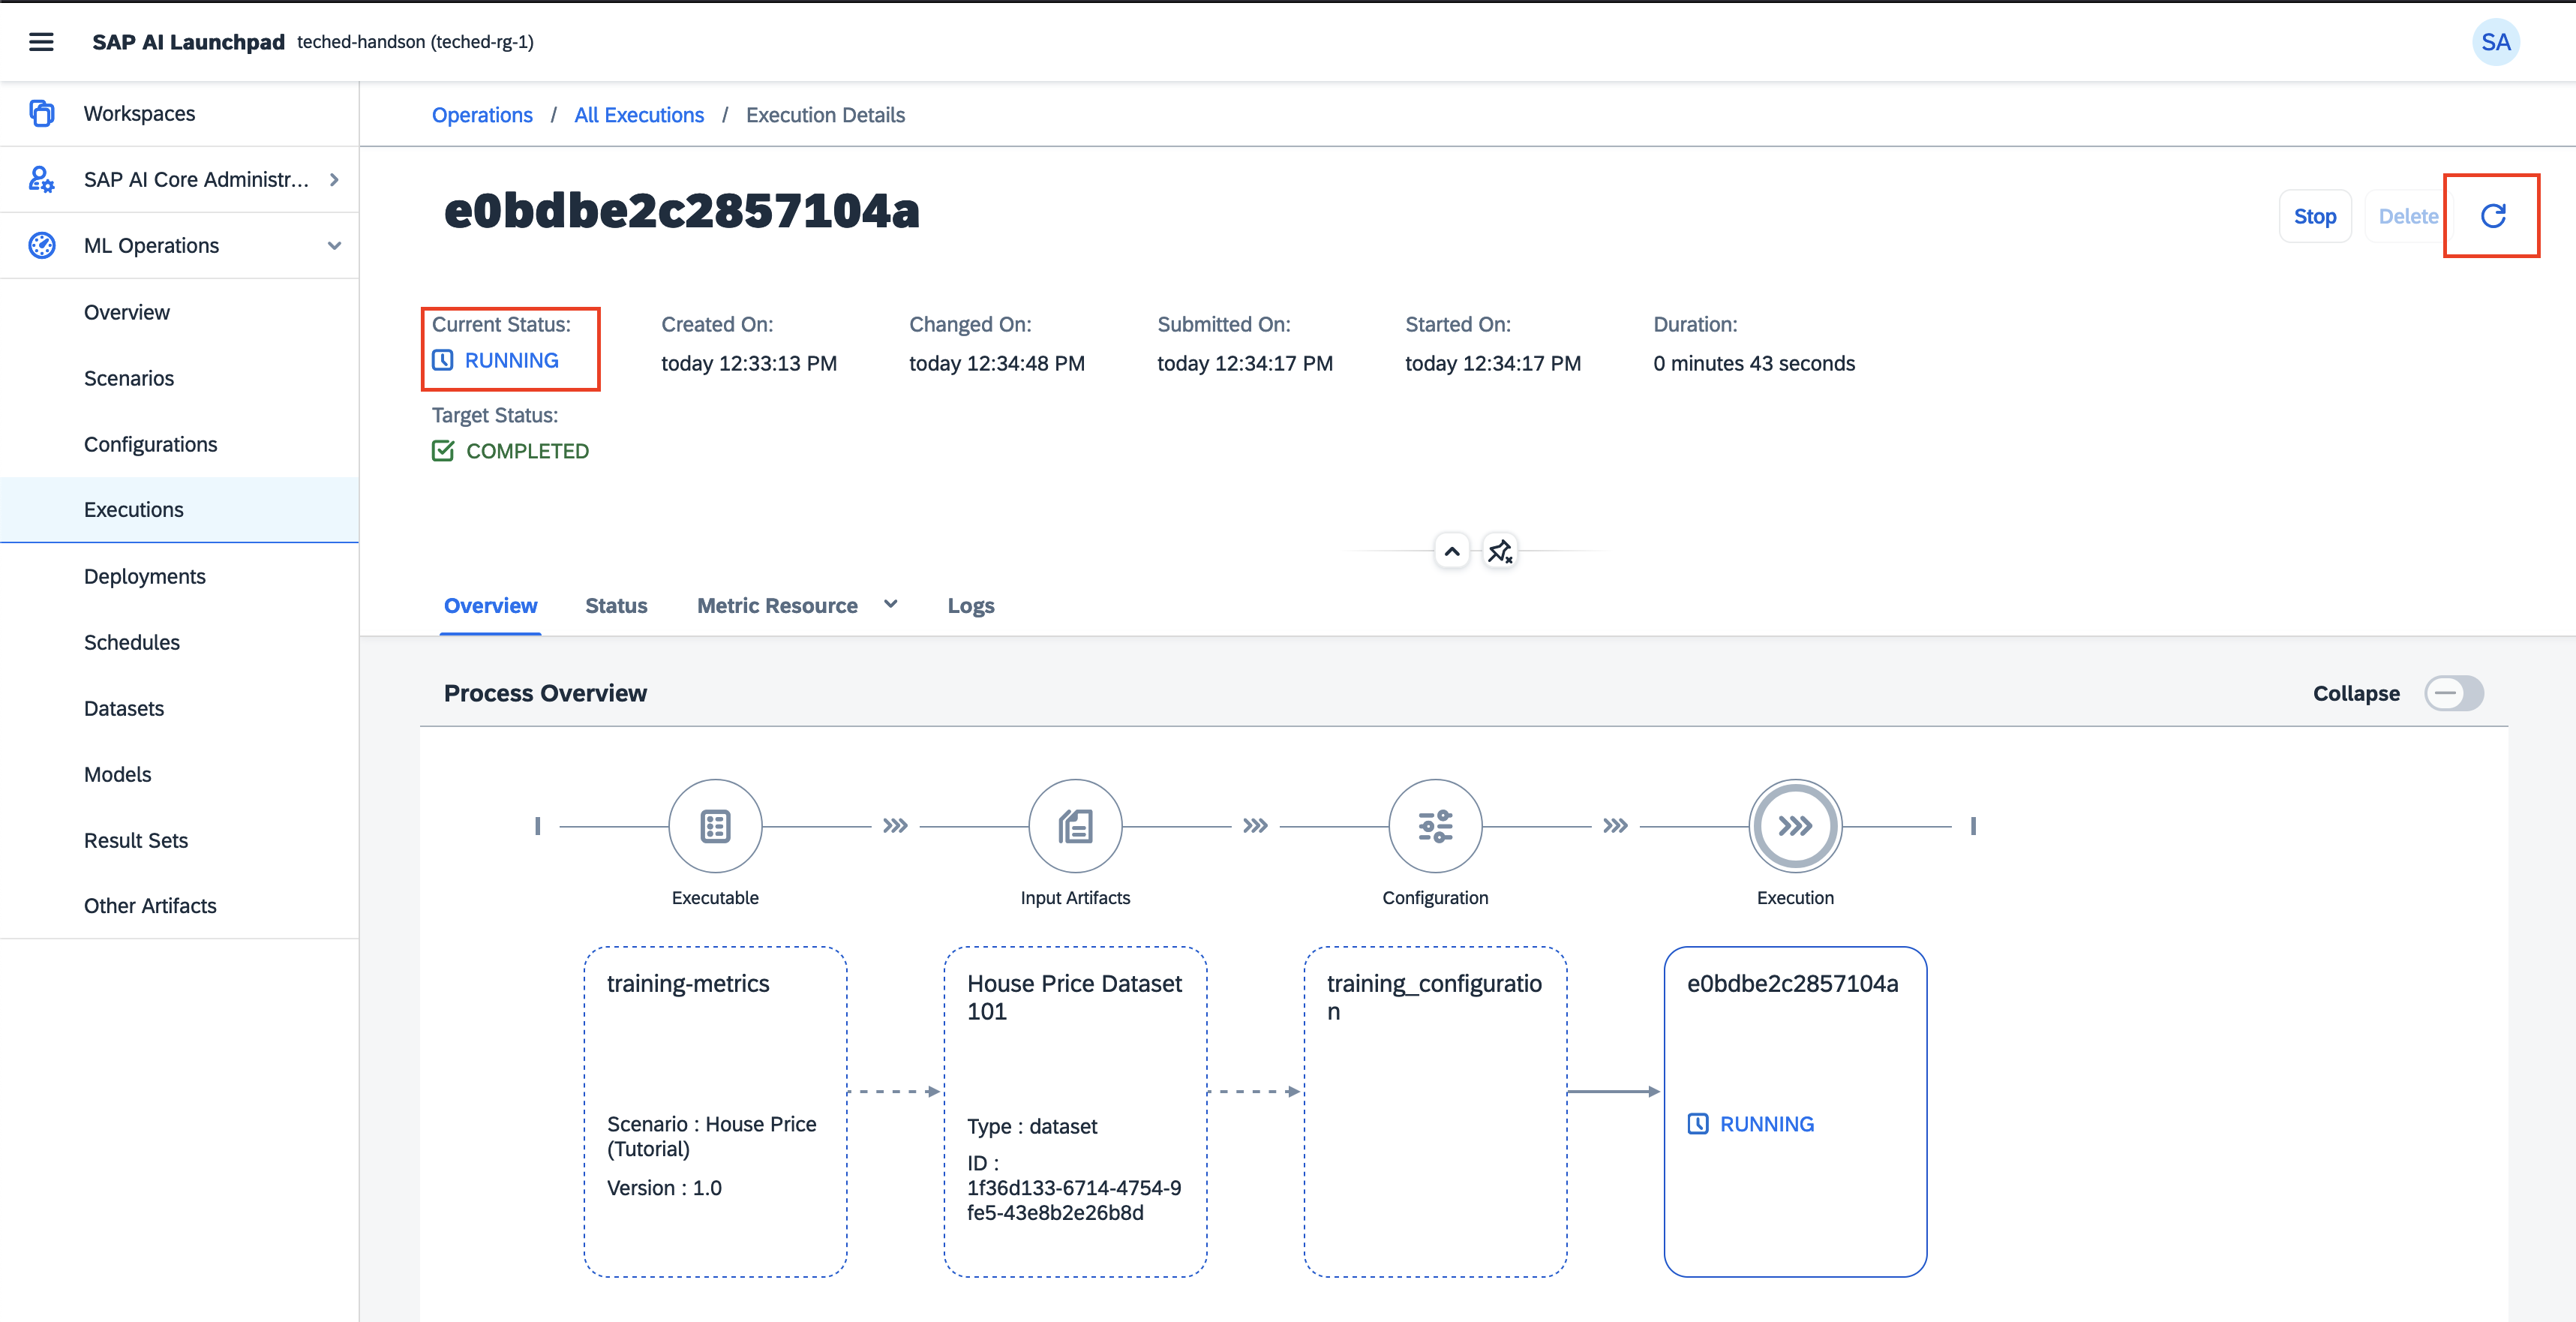 SAP AI Launchpad teched-handson (teched-rg-1)
SA
Workspaces
SAP AI Core Administr...
ML Operations
Overview
Scenarios
Configurations
Executions
Deployments
Schedules
Datasets
Models
Result Sets
Other Artifacts
Operations / All Executions / Execution Details
e0bdbe2c2857104a
Stop
Delete
Current Status:
RUNNING
Created On:
today 12:33:13 PM
Changed On:
today 12:34:48 PM
Submitted On:
today 12:34:17 PM
Started On:
today 12:34:17 PM
Duration:
0 minutes 43 seconds
Target Status:
COMPLETED
Overview
Status
Metric Resource
Logs
Process Overview
Collapse
Executable
Input Artifacts
Configuration
Execution
training-metrics
Scenario : House Price
(Tutorial)
Version : 1.0
House Price Dataset
101
Type : dataset
ID :
1f36d133-6714-4754-9
fe5-43e8b2e26b8d
training_configuratio
n
e0bdbe2c2857104a
RUNNING